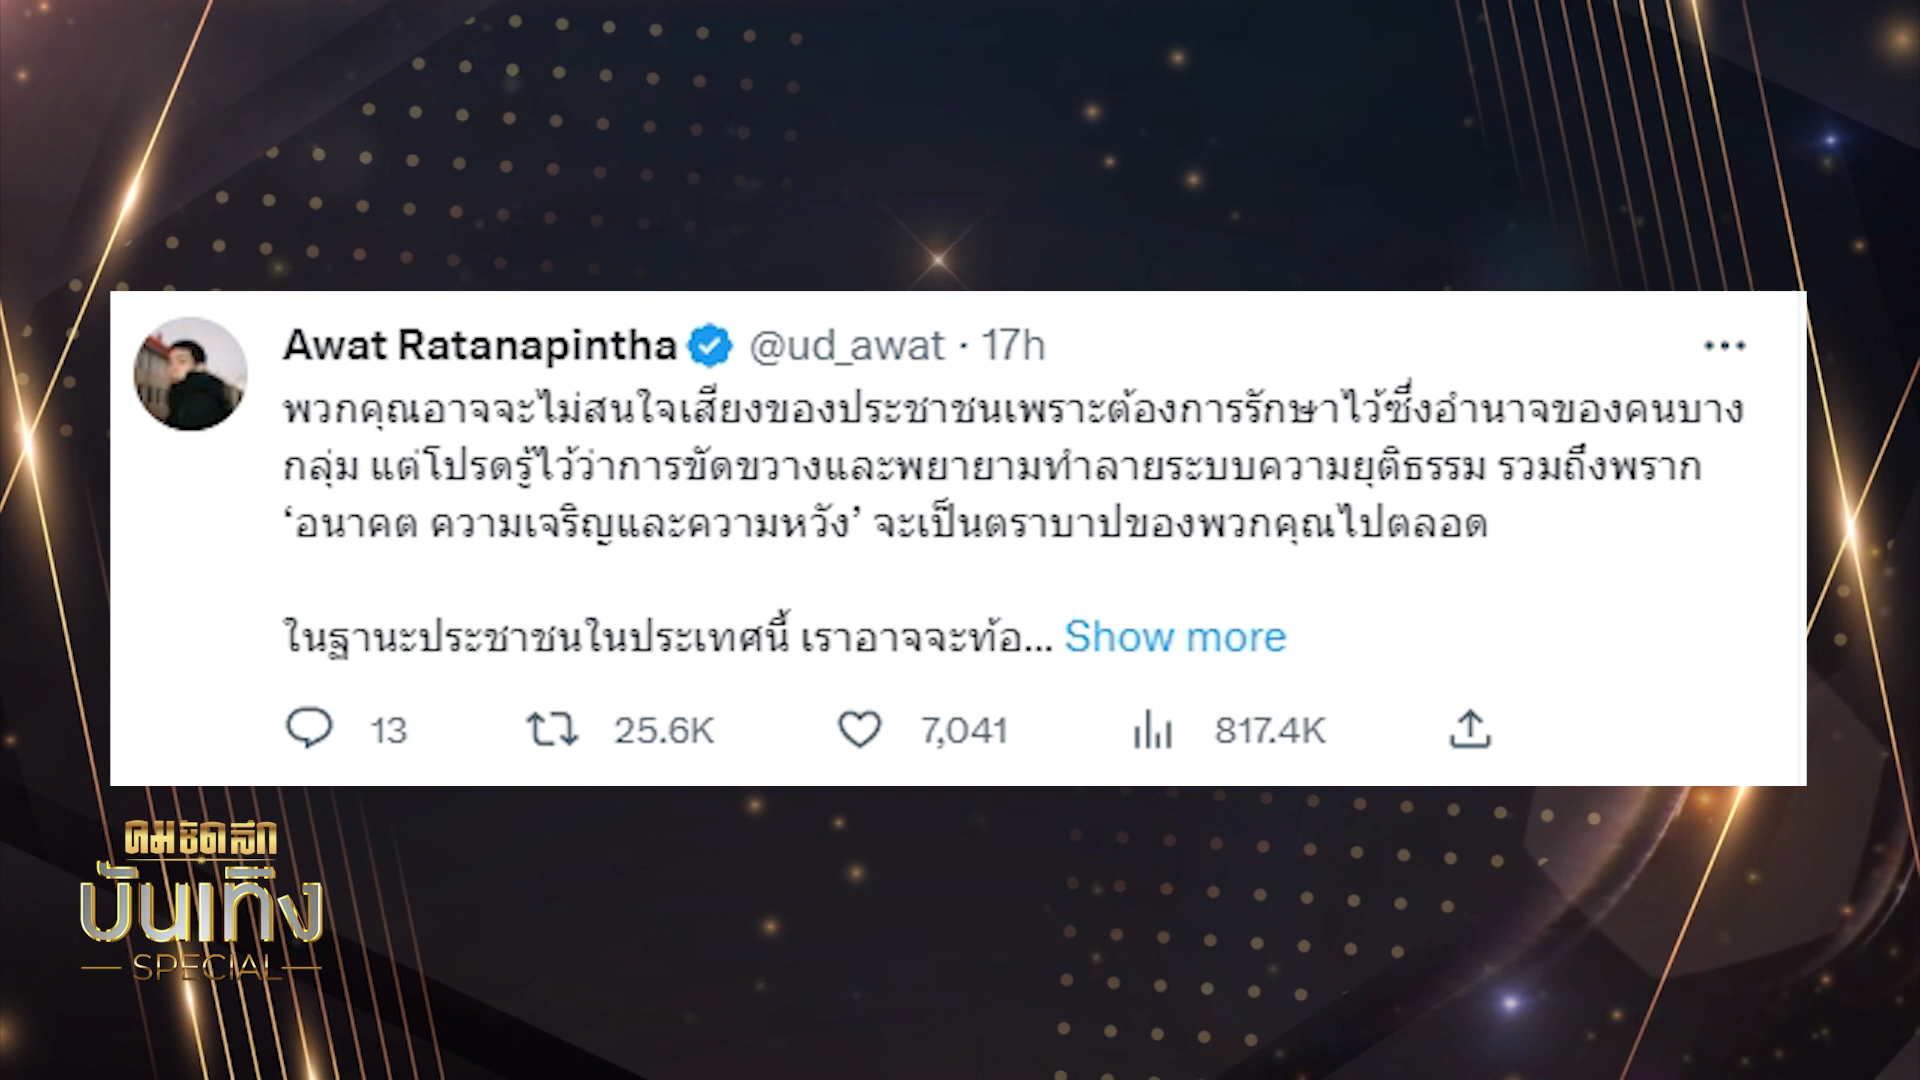 Awat Ratanapintha @ud_awat · 17h
พวกคุณอาจจะไม่สนใจเสียงของประชาชนเพราะต้องการรักษาไว้ซึ่งอำนาจของคนบาง
กลุ่ม แต่โปรดรู้ไว้ว่าการขัดขวางและพยายามทำลายระบบความยุติธรรม รวมถึงพราก
‘อนาคต ความเจริญและความหวัง’ จะเป็นตราบาปของพวกคุณไปตลอด
ในฐานะประชาชนในประเทศนี้ เราอาจจะท้อ... Show more
13 25.6K 7,041 817.4K
คมชัดลึก
บันเทิง
SPECIAL